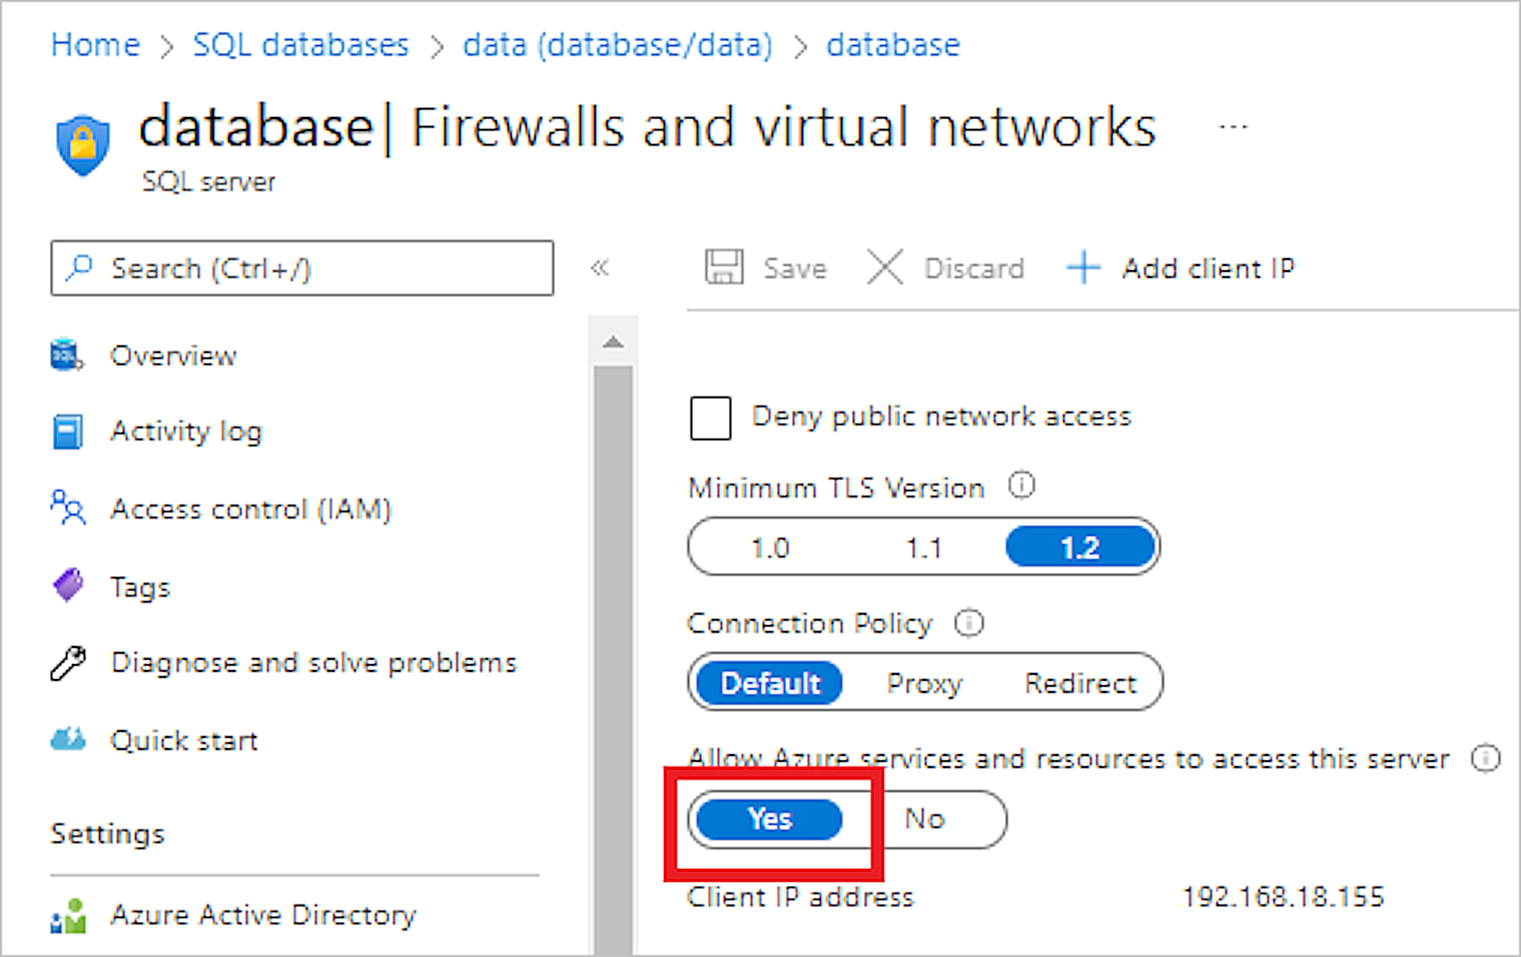 Home > SQL databases > data (database/data) > database
database | Firewalls and virtual networks ...
SQL server
Search (Ctrl+/) «
Save Discard + Add client IP
Overview
Activity log
Access control (IAM)
Tags
Diagnose and solve problems
Quick start
Settings
Azure Active Directory
Deny public network access
Minimum TLS Version
1.0 1.1 1.2
Connection Policy
Default Proxy Redirect
Allow Azure services and resources to access this server
Yes No
Client IP address 192.168.18.155